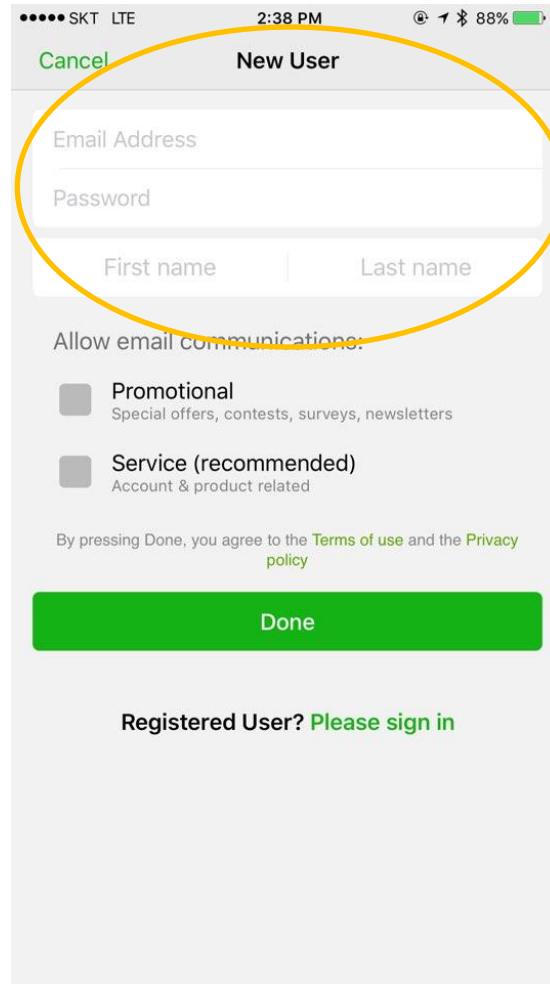 SKT LTE 2:38 PM 88%
Cancel New User
Email Address
Password
First name Last name
Allow email communications:
Promotional
Special offers, contests, surveys, newsletters
Service (recommended)
Account & product related
By pressing Done, you agree to the Terms of use and the Privacy
policy
Done
Registered User? Please sign in